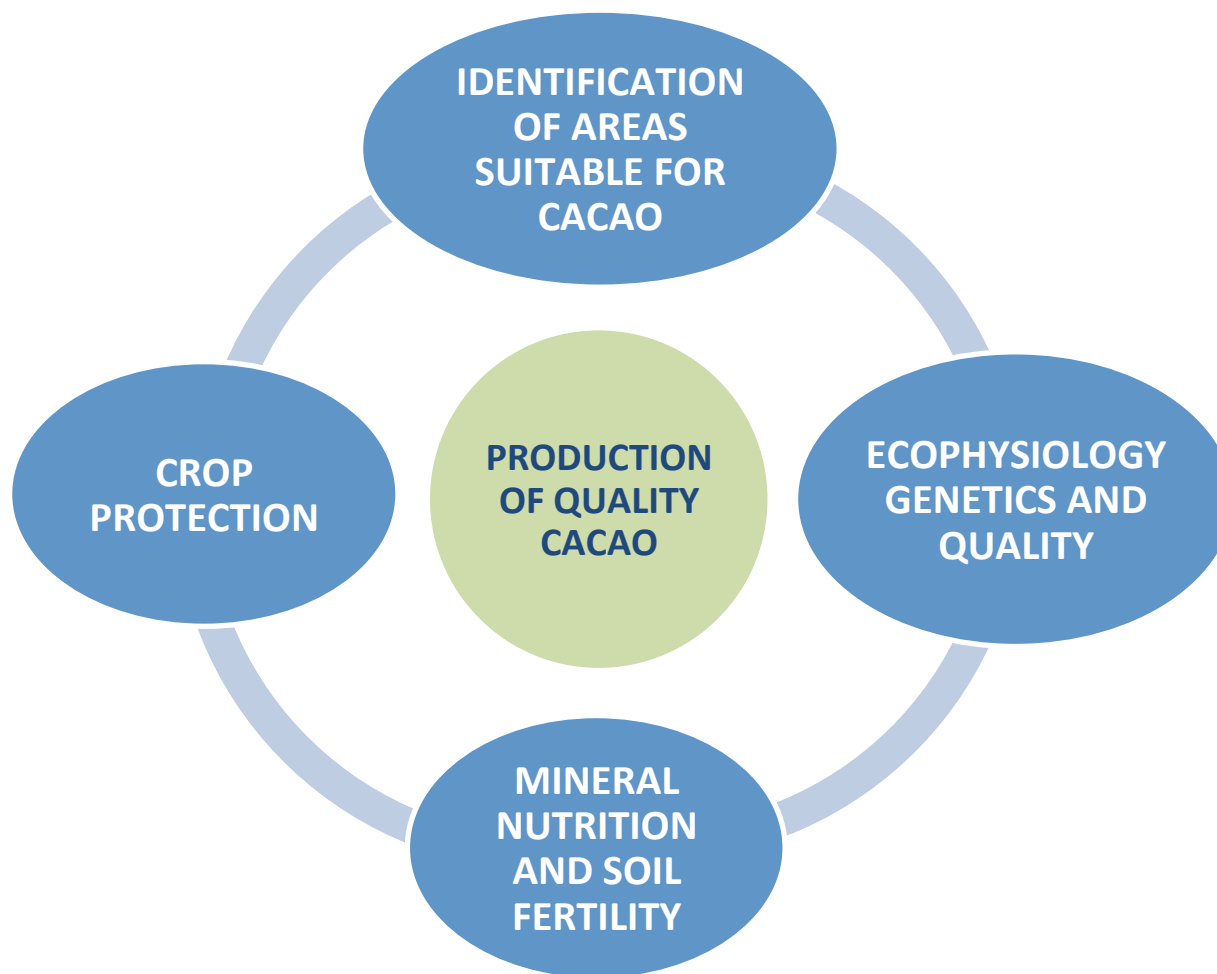 IDENTIFICATION
OF AREAS
SUITABLE FOR
CACAO
ECOPHYSIOLOGY
GENETICS AND
QUALITY
MINERAL
NUTRITION
AND SOIL
FERTILITY
CROP
PROTECTION
PRODUCTION
OF QUALITY
CACAO